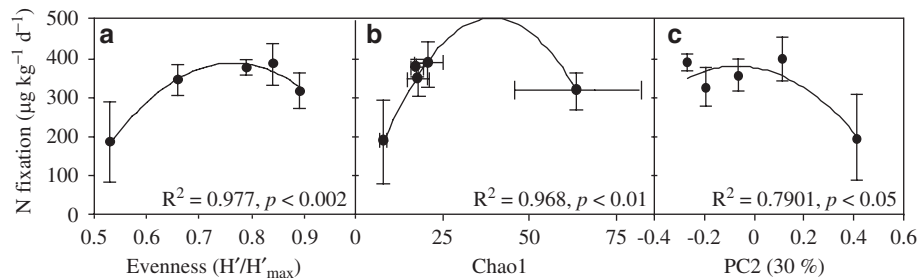 N fixation (µg kg⁻¹ d⁻¹)
500
400
300
200
100
0
a
R² = 0.977, p < 0.002
0.5 0.6 0.7 0.8 0.9
Evenness (H′/H′max)
b
R² = 0.968, p < 0.01
0 25 50 75
Chao1
c
R² = 0.7901, p < 0.05
-0.4 -0.2 0 0.2 0.4 0.6
PC2 (30 %)